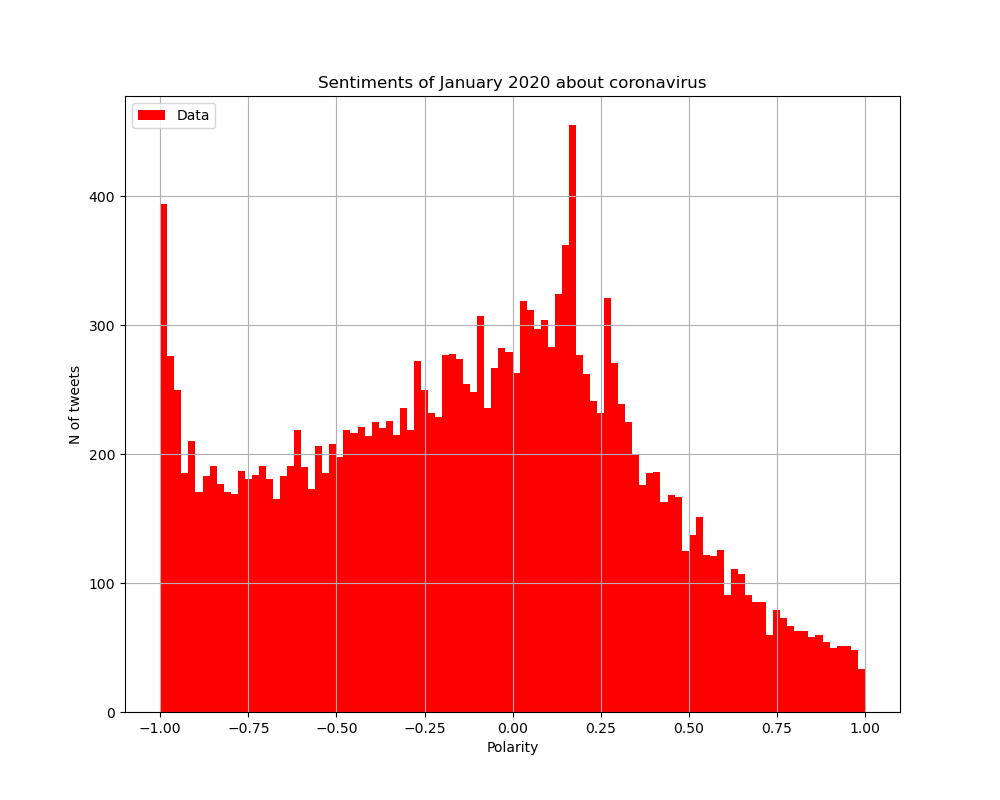 Sentiments of January 2020 about coronavirus
Data
400
300
200
100
0
N of tweets
−1.00 −0.75 −0.50 −0.25 0.00 0.25 0.50 0.75 1.00
Polarity